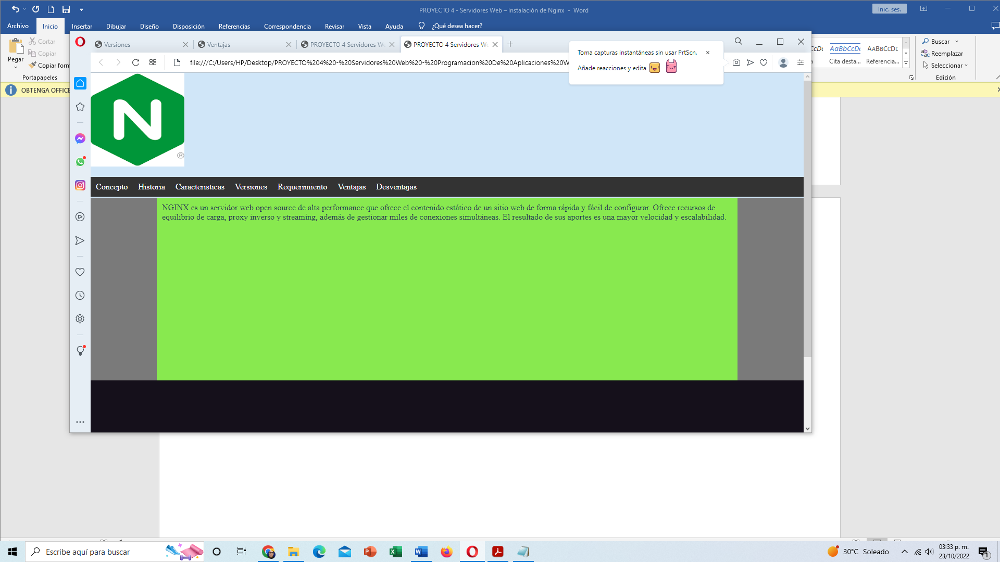 PROYECTO 4 - Servidores Web – Instalación de Nginx - Word
Inic. ses.
Archivo Inicio Insertar Dibujar Diseño Disposición Referencias Correspondencia Revisar Vista Ayuda ¿Qué desea hacer?
Pegar
Cortar
Copiar
Copiar form
Portapapeles
AaBbCcDc AABBCCDE
Cita desta... Referencia...
Buscar
Reemplazar
Seleccionar
Edición
OBTENGA OFFICE
Versiones
Ventajas
PROYECTO 4 Servidores We
PROYECTO 4 Servidores We
file:///C:/Users/HP/Desktop/PROYECTO%204%20-%20Servidores%20Web%20-%20Programacion%20De%20Aplicaciones%20W
Toma capturas instantáneas sin usar PrtScn.
Añade reacciones y edita
N
®
Concepto Historia Caracteristicas Versiones Requerimiento Ventajas Desventajas
NGINX es un servidor web open source de alta performance que ofrece el contenido estático de un sitio web de forma rápida y fácil de configurar. Ofrece recursos de
equilibrio de carga, proxy inverso y streaming, además de gestionar miles de conexiones simultáneas. El resultado de sus aportes es una mayor velocidad y escalabilidad.
Escribe aquí para buscar
30°C Soleado
03:33 p. m.
23/10/2022
1